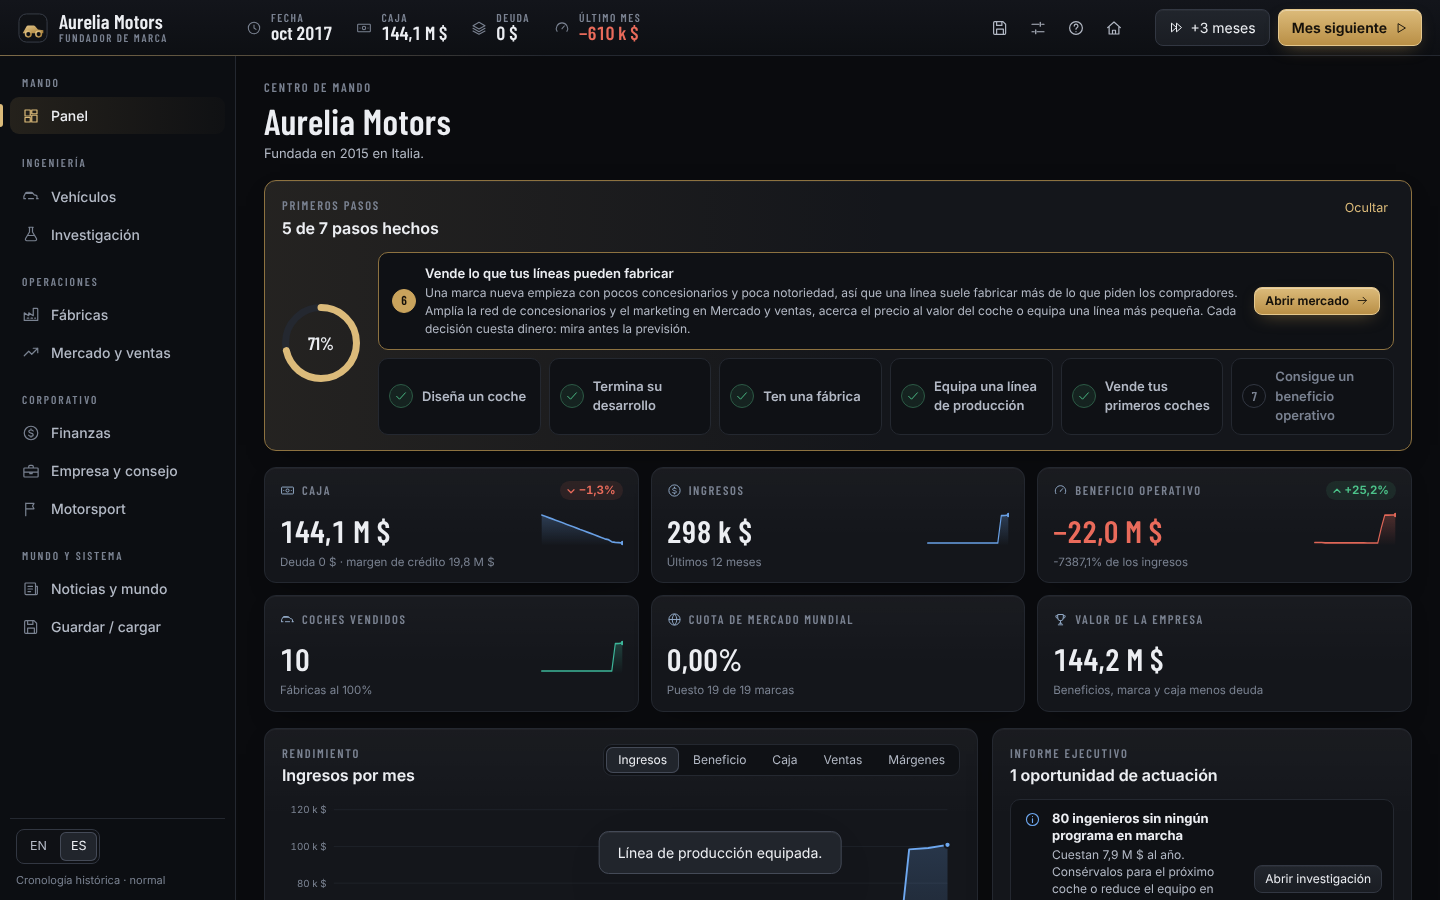 Aurelia Motors
FUNDADOR DE MARCA
FECHA
oct 2017
CAJA
144,1 M $
DEUDA
0 $
ÚLTIMO MES
−610 k $
+3 meses
Mes siguiente
MANDO
Panel
INGENIERÍA
Vehículos
Investigación
OPERACIONES
Fábricas
Mercado y ventas
CORPORATIVO
Finanzas
Empresa y consejo
Motorsport
MUNDO Y SISTEMA
Noticias y mundo
Guardar / cargar
EN
ES
Cronología histórica · normal
CENTRO DE MANDO
Aurelia Motors
Fundada en 2015 en Italia.
PRIMEROS PASOS
5 de 7 pasos hechos
Ocultar
71%
6
Vende lo que tus líneas pueden fabricar
Una marca nueva empieza con pocos concesionarios y poca notoriedad, así que una línea suele fabricar más de lo que piden los compradores.
Amplía la red de concesionarios y el marketing en Mercado y ventas, acerca el precio al valor del coche o equipa una línea más pequeña. Cada
decisión cuesta dinero: mira antes la previsión.
Abrir mercado
Diseña un coche
Termina su
desarrollo
Ten una fábrica
Equipa una línea
de producción
Vende tus
primeros coches
7
Consigue un
beneficio
operativo
CAJA
−1,3%
144,1 M $
Deuda 0 $ · margen de crédito 19,8 M $
INGRESOS
298 k $
Últimos 12 meses
BENEFICIO OPERATIVO
+25,2%
−22,0 M $
-7387,1% de los ingresos
COCHES VENDIDOS
10
Fábricas al 100%
CUOTA DE MERCADO MUNDIAL
0,00%
Puesto 19 de 19 marcas
VALOR DE LA EMPRESA
144,2 M $
Beneficios, marca y caja menos deuda
RENDIMIENTO
Ingresos por mes
Ingresos
Beneficio
Caja
Ventas
Márgenes
120 k $
100 k $
80 k $
Línea de producción equipada.
INFORME EJECUTIVO
1 oportunidad de actuación
80 ingenieros sin ningún
programa en marcha
Cuestan 7,9 M $ al año.
Consérvalos para el próximo
coche o reduce el equipo en
Abrir investigación